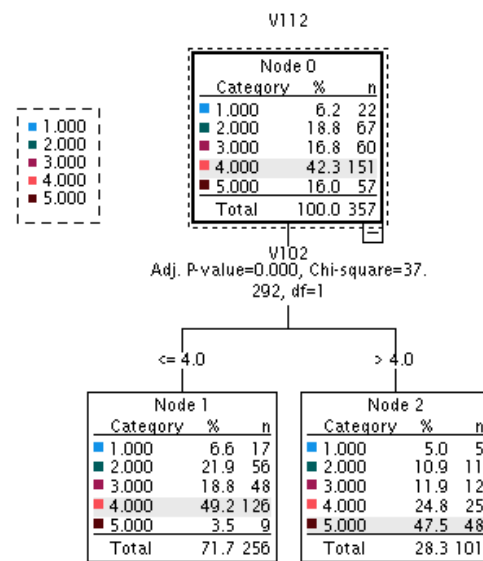 V112
Node 0
Category % n
1.000 6.2 22
2.000 18.8 67
3.000 16.8 60
4.000 42.3 151
5.000 16.0 57
Total 100.0 357
1.000
2.000
3.000
4.000
5.000
V102
Adj. P-value=0.000, Chi-square=37.
292, df=1
<= 4.0
> 4.0
Node 1
Category % n
1.000 6.6 17
2.000 21.9 56
3.000 18.8 48
4.000 49.2 126
5.000 3.5 9
Total 71.7 256
Node 2
Category % n
1.000 5.0 5
2.000 10.9 11
3.000 11.9 12
4.000 24.8 25
5.000 47.5 48
Total 28.3 101